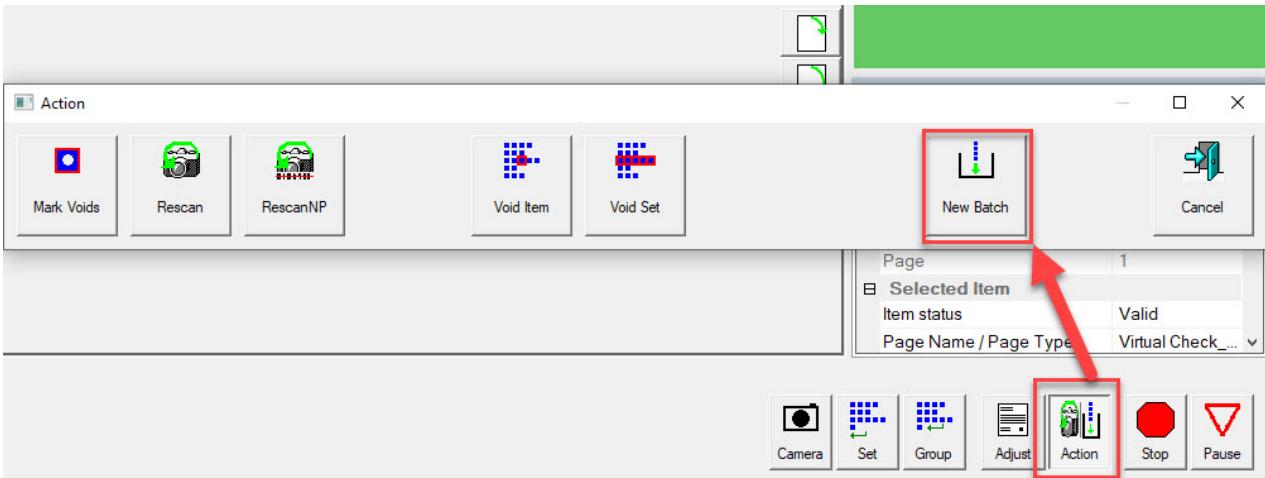 Action
Mark Voids
Rescan
RescanNP
Void Item
Void Set
New Batch
Cancel
Page 1
Selected Item
Item status Valid
Page Name / Page Type Virtual Check_...
Camera
Set
Group
Adjust
Action
Stop
Pause